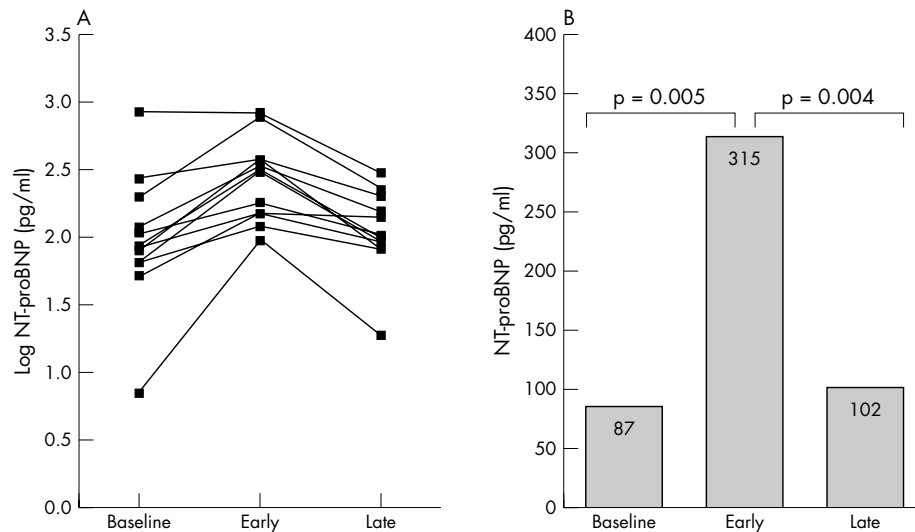 A
Log NT-proBNP (pg/ml)
3.5
3.0
2.5
2.0
1.5
1.0
0.5
0.0
Baseline Early Late
B
NT-proBNP (pg/ml)
400
350
300
250
200
150
100
50
0
p = 0.005 p = 0.004
315
87
102
Baseline Early Late